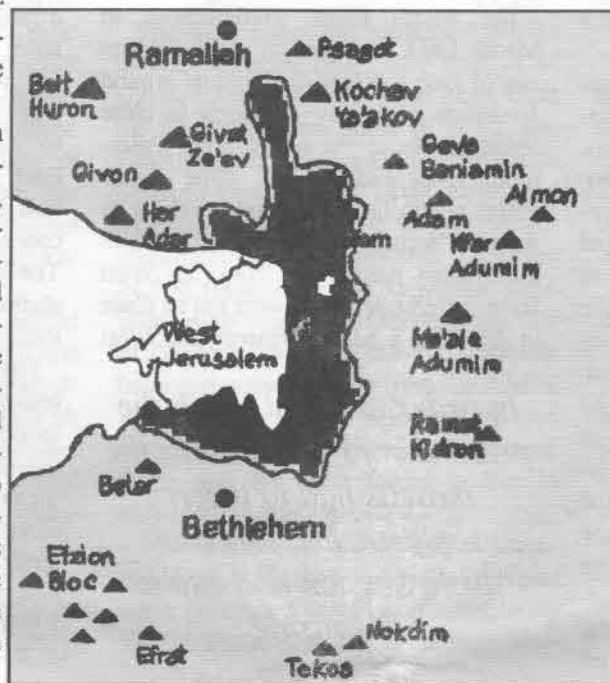 Ramallah
Psagot
Beit
Huron
Kochav
Ya'akov
Givat
Ze'ev
Geva
Beniamin
Givon
Almon
Adam
Har
Adar
Adumim
West
Jerusalem
Ma'ale
Adumim
Ramat
Kidron
Betar
Bethlehem
Etzion
Bloc
Efrat
Nokdim
Tekoa